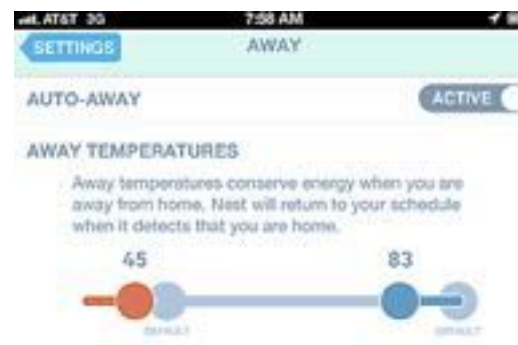 AT&T 3G 7:58 AM
SETTINGS AWAY
AUTO-AWAY ACTIVE
AWAY TEMPERATURES
Away temperatures conserve energy when you are
away from home. Nest will return to your schedule
when it detects that you are home.
45 83
DEFAULT DEFAULT